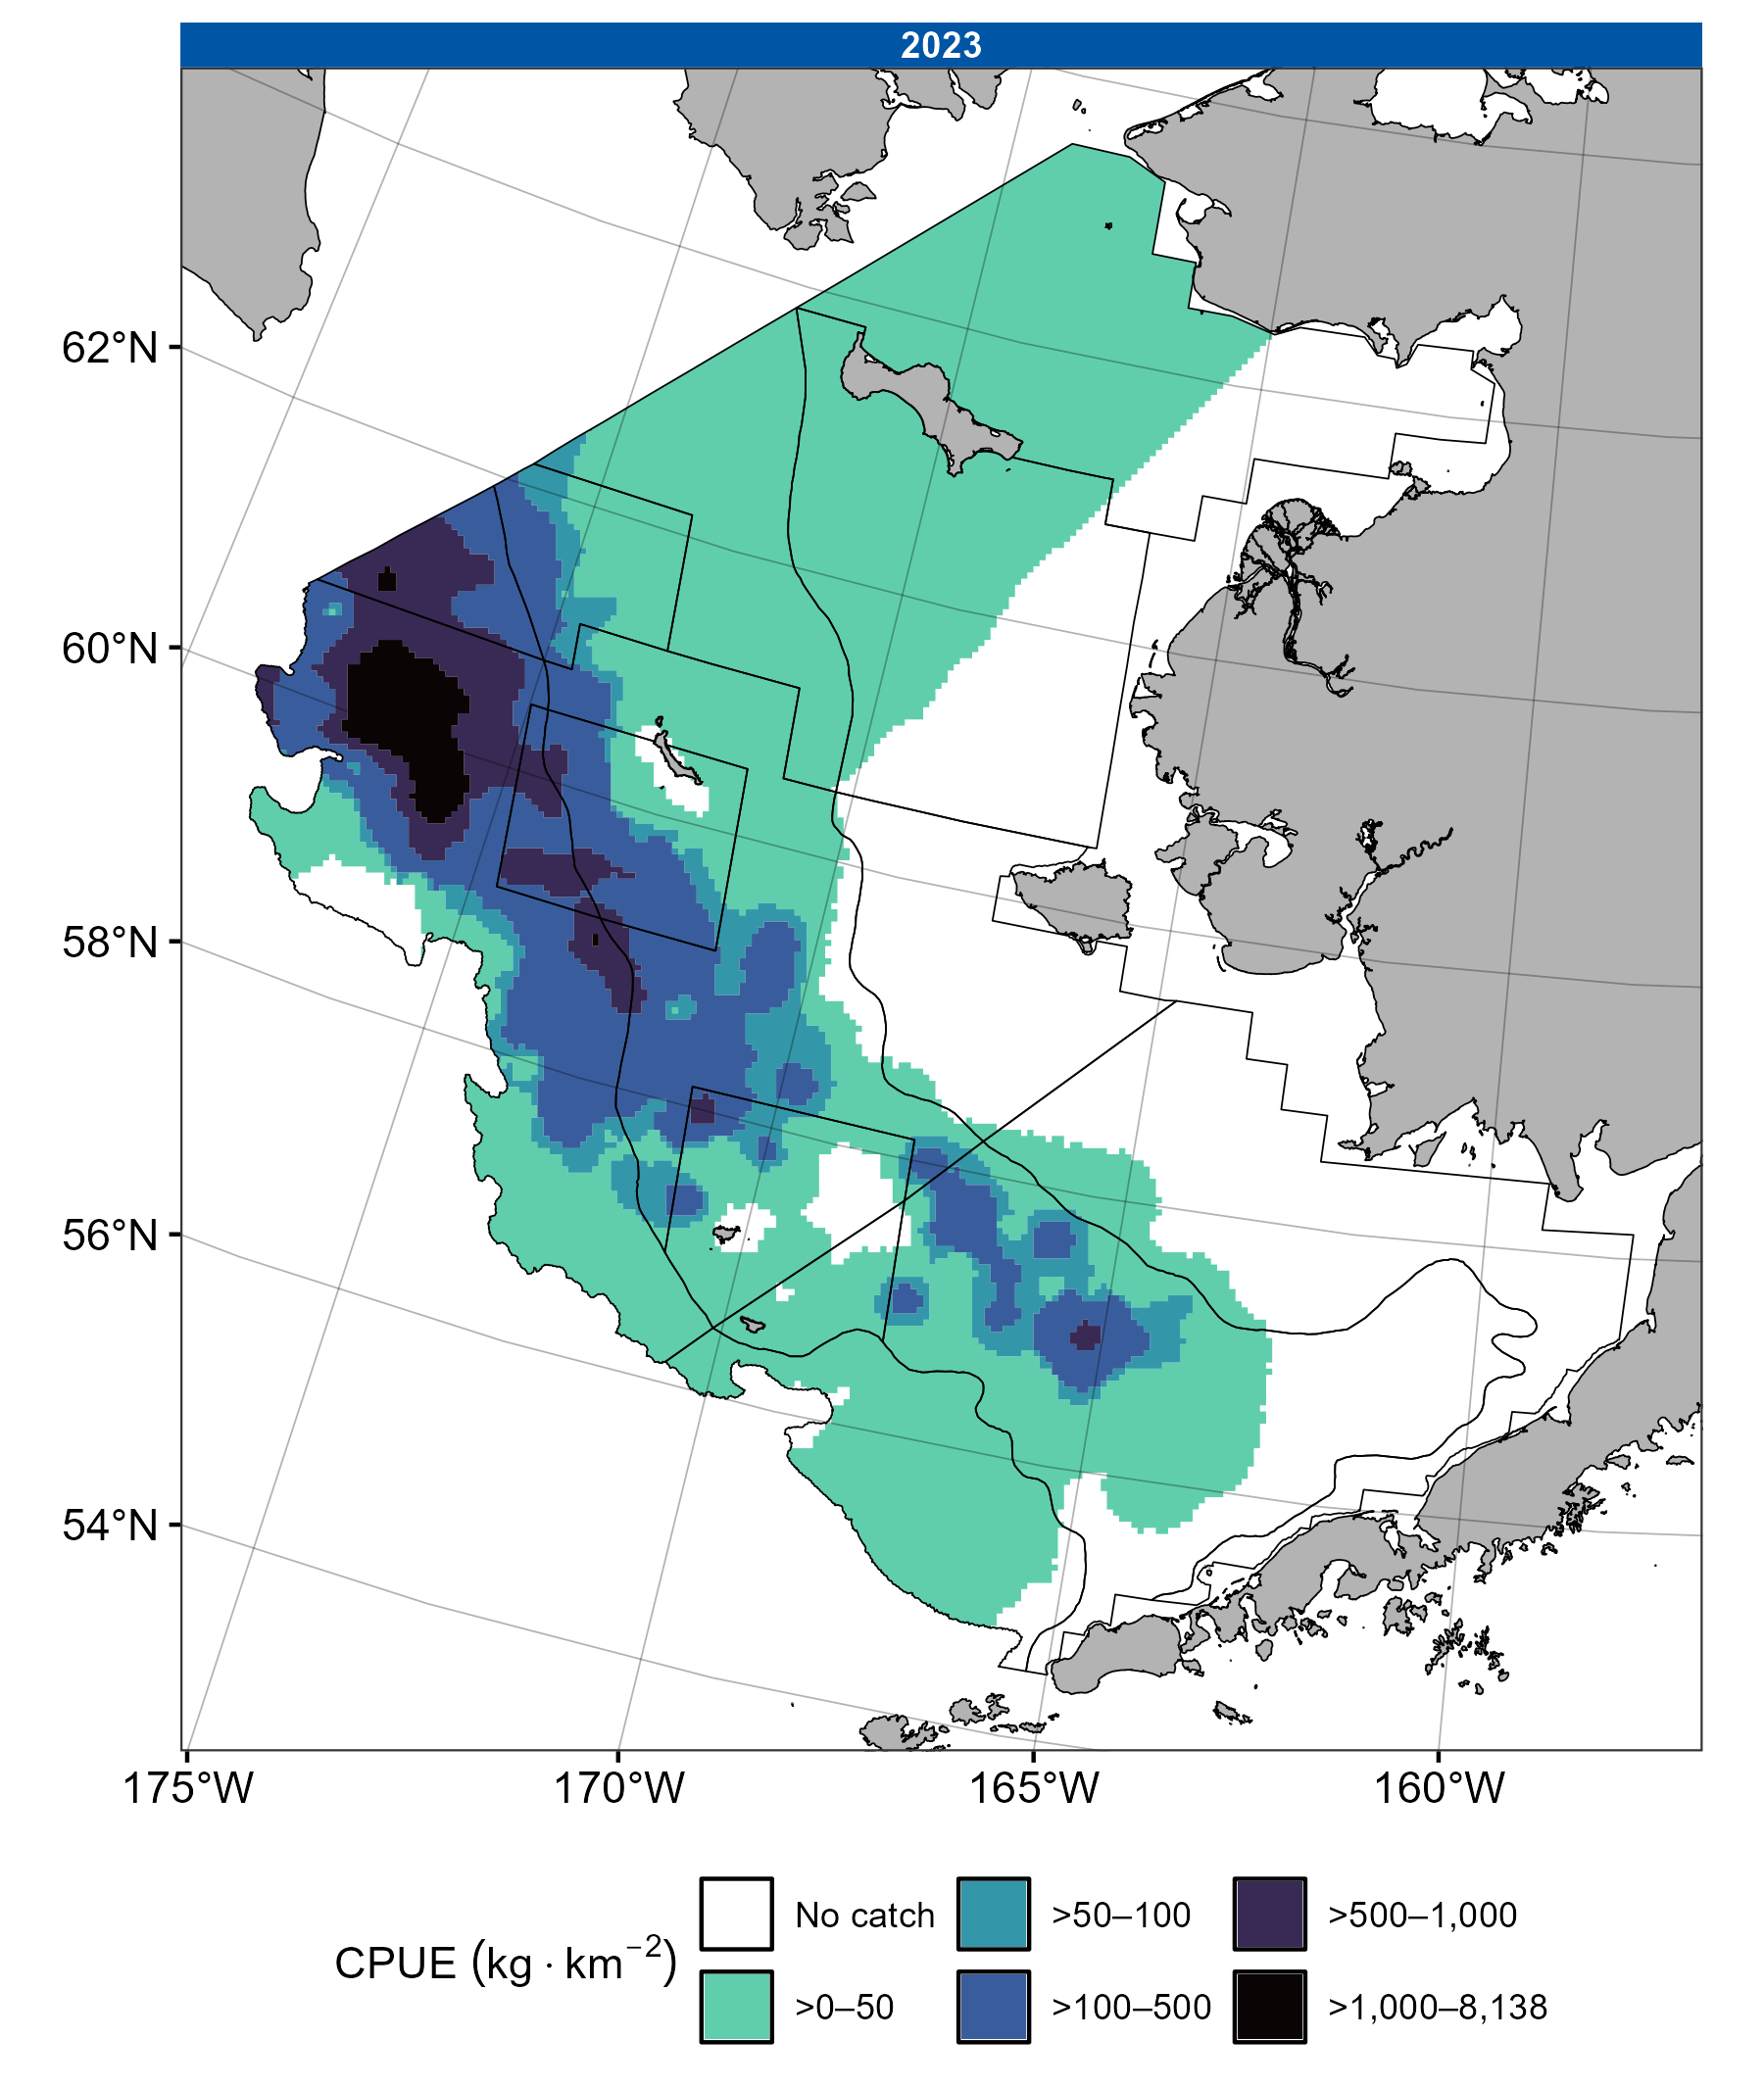 2023
62°N
60°N
58°N
56°N
54°N
175°W 170°W 165°W 160°W
CPUE (kg · km⁻²)
No catch >50–100 >500–1,000
>0–50 >100–500 >1,000–8,138